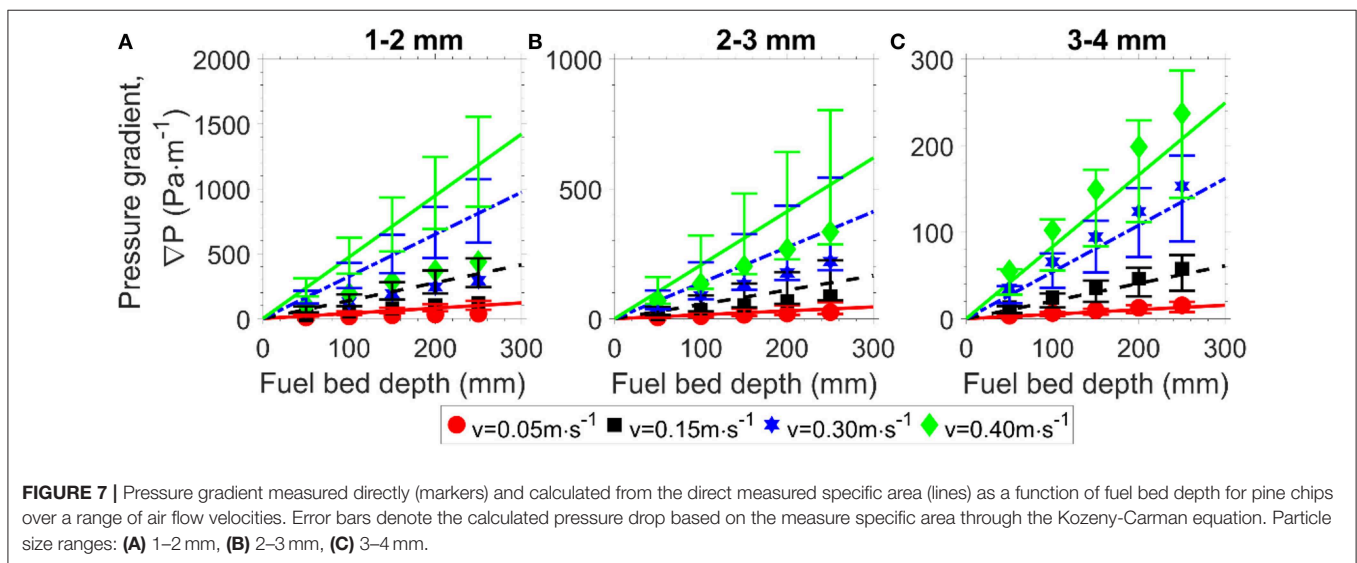 A 1-2 mm
B 2-3 mm
C 3-4 mm
Pressure gradient,
∇P (Pa·m⁻¹)
2000
1500
1000
500
0
0 100 200 300
Fuel bed depth (mm)
1000
500
0
0 100 200 300
Fuel bed depth (mm)
300
200
100
0
0 100 200 300
Fuel bed depth (mm)
v=0.05m·s⁻¹ v=0.15m·s⁻¹ v=0.30m·s⁻¹ v=0.40m·s⁻¹
FIGURE 7 | Pressure gradient measured directly (markers) and calculated from the direct measured specific area (lines) as a function of fuel bed depth for pine chips
over a range of air flow velocities. Error bars denote the calculated pressure drop based on the measure specific area through the Kozeny-Carman equation. Particle
size ranges: (A) 1–2 mm, (B) 2–3 mm, (C) 3–4 mm.